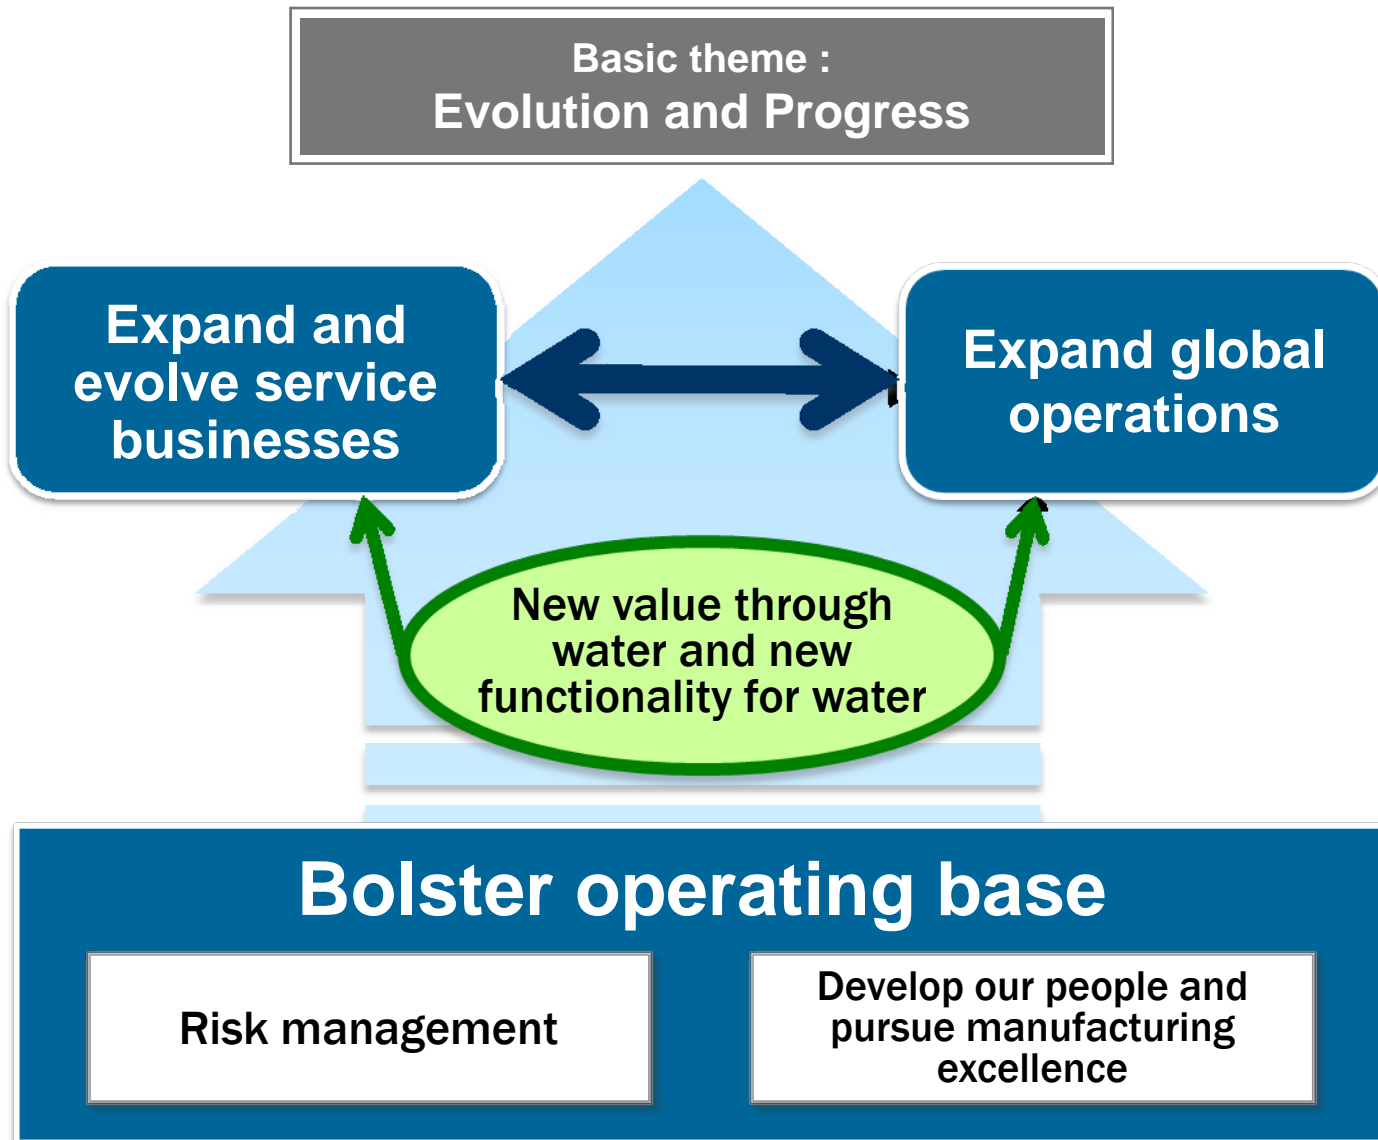 Basic theme :
Evolution and Progress
Expand and
evolve service
businesses
Expand global
operations
New value through
water and new
functionality for water
Bolster operating base
Risk management
Develop our people and
pursue manufacturing
excellence